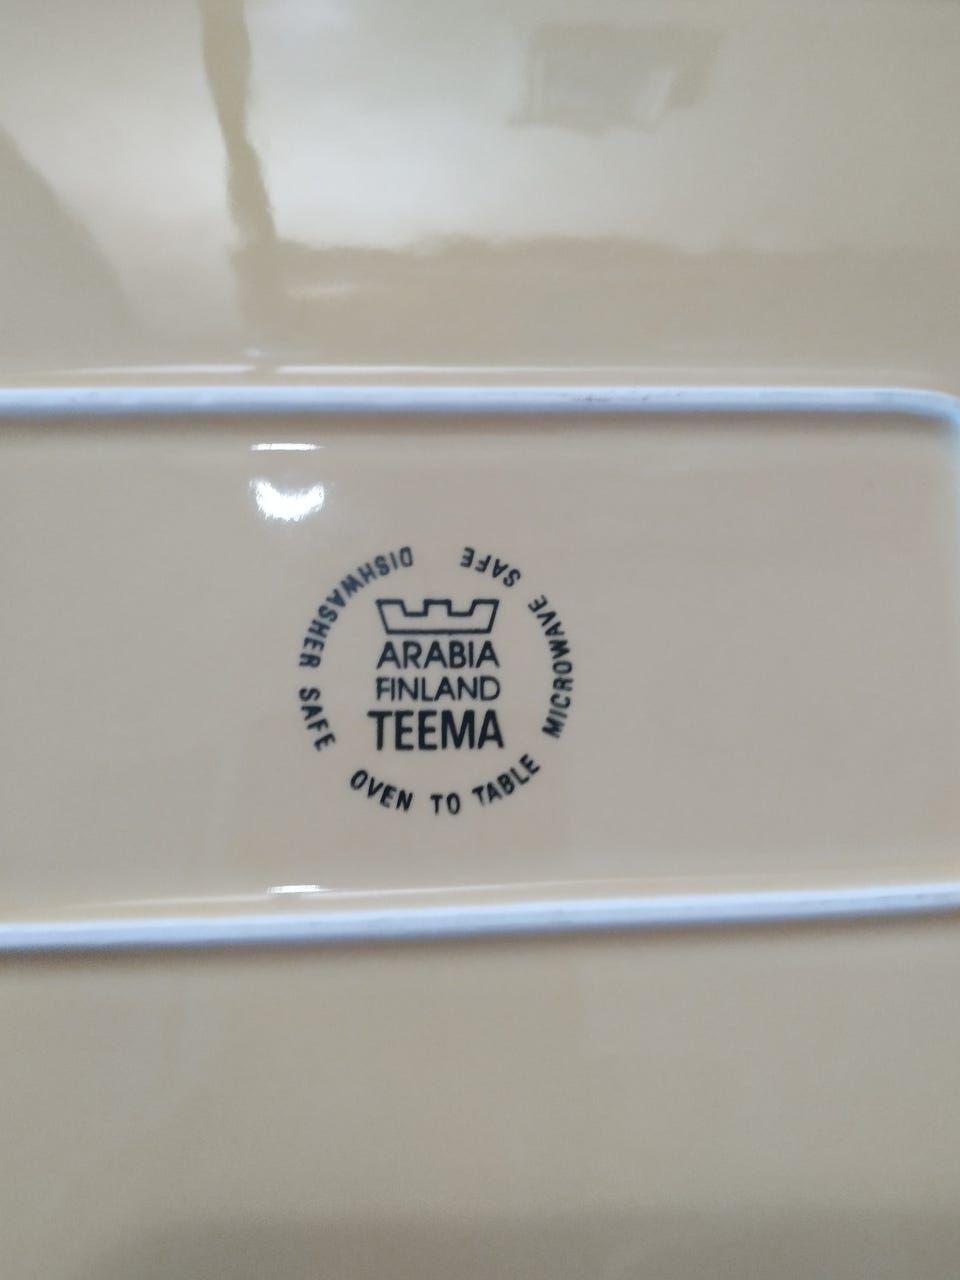 ARABIA
FINLAND
TEEMA
DISHWASHER SAFE OVEN TO TABLE MICROWAVE SAFE